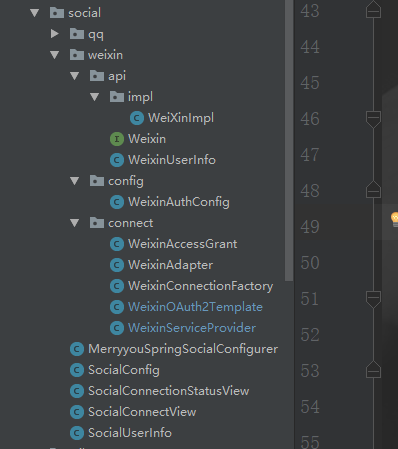 social
qq
weixin
api
impl
WeiXinImpl
Weixin
WeixinUserInfo
config
WeixinAuthConfig
connect
WeixinAccessGrant
WeixinAdapter
WeixinConnectionFactory
WeixinOAuth2Template
WeixinServiceProvider
MerryyouSpringSocialConfigurer
SocialConfig
SocialConnectionStatusView
SocialConnectView
SocialUserInfo
43
44
45
46
47
48
49
50
51
52
53
54
55